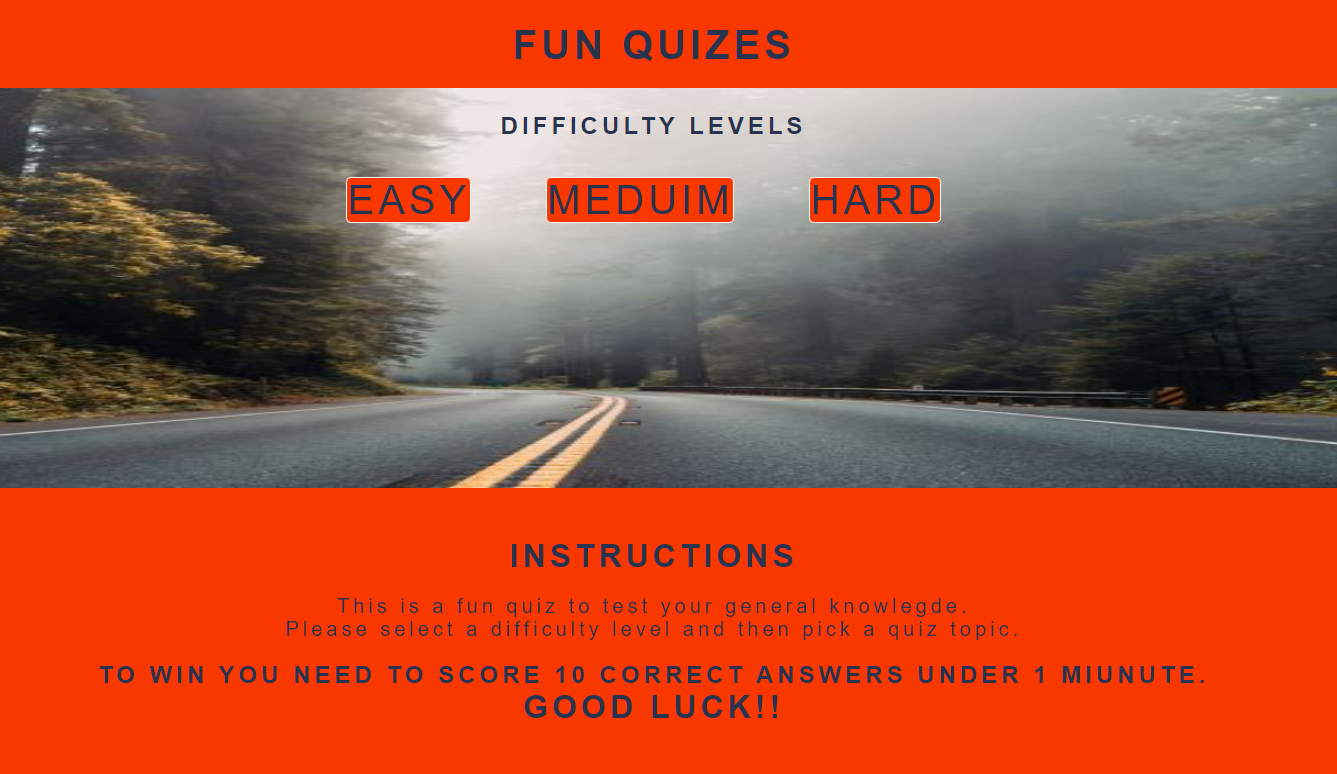 FUN QUIZES
DIFFICULTY LEVELS
EASY MEDUIM HARD
INSTRUCTIONS
This is a fun quiz to test your general knowlegde.
Please select a difficulty level and then pick a quiz topic.
TO WIN YOU NEED TO SCORE 10 CORRECT ANSWERS UNDER 1 MIUNUTE.
GOOD LUCK!!